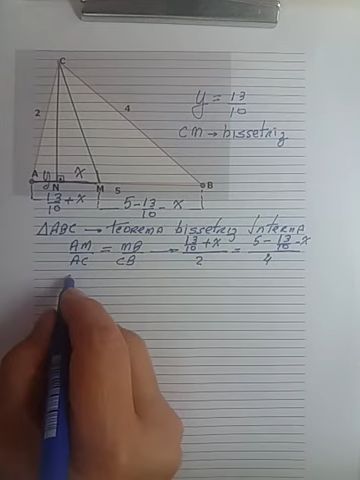 C
y = 13/10
2
4
CM → bissetriz
A
y
x
N
M
5
B
13/10 + x
5 - 13/10 - x
△ABC → teorema bissetriz Interna
AM/AC = MB/CB → (13/10 + x)/2 = (5 - 13/10 - x)/4